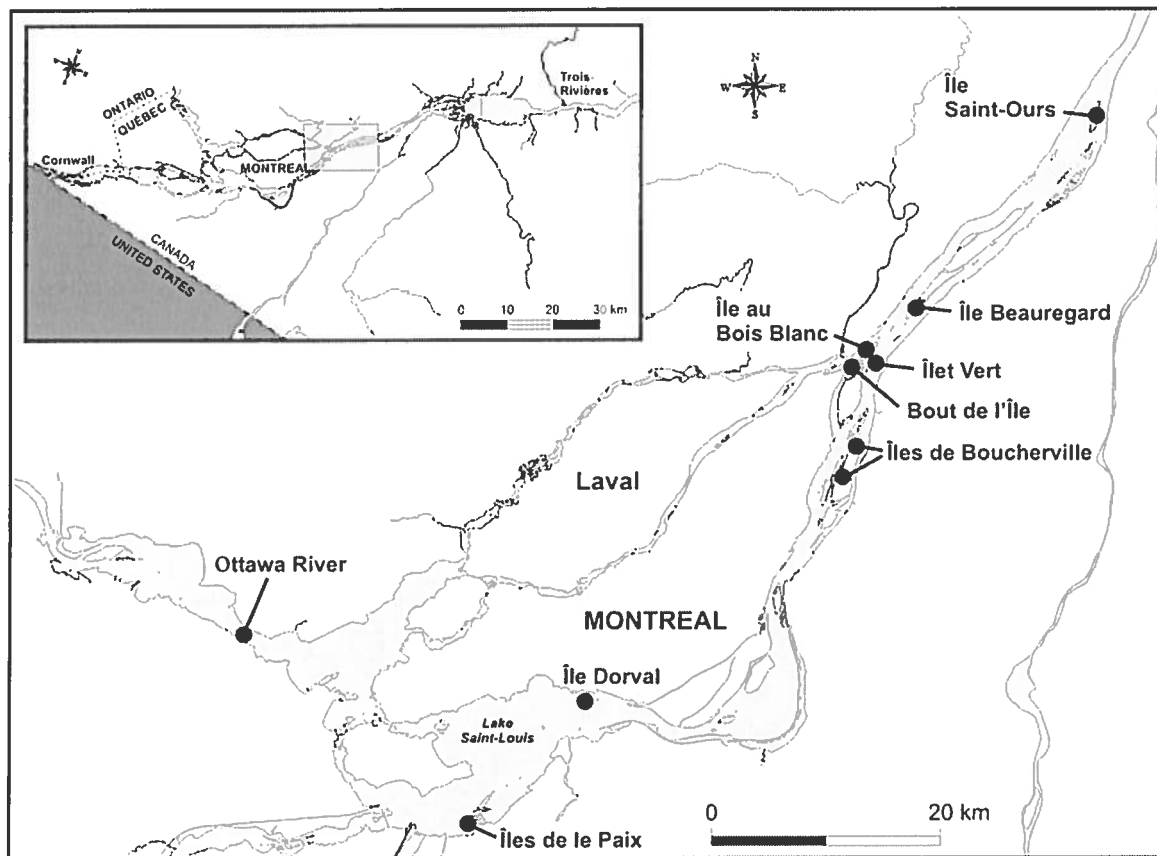 N
ONTARIO
QUÉBEC
Trois-
Rivières
Cornwall
MONTREAL
CANADA
UNITED STATES
0 10 20 30 km
N
W E
S
Île
Saint-Ours
Île au
Bois Blanc
Île Beauregard
Îlet Vert
Bout de l'Île
Îles de Boucherville
Laval
Ottawa River
MONTREAL
Île Dorval
Lake
Saint-Louis
Îles de le Paix
0 20 km